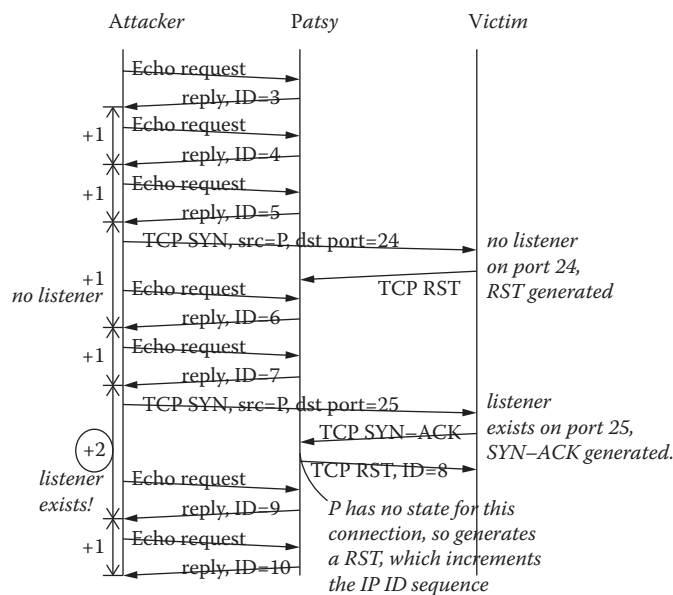 Attacker Patsy Victim
Echo request
reply, ID=3
Echo request
+1
reply, ID=4
Echo request
+1
reply, ID=5
TCP SYN, src=P, dst port=24
no listener
on port 24,
RST generated
+1
no listener
TCP RST
Echo request
reply, ID=6
Echo request
+1
reply, ID=7
TCP SYN, src=P, dst port=25
listener
exists on port 25,
SYN–ACK generated.
TCP SYN–ACK
+2
TCP RST, ID=8
listener
exists!
Echo request
reply, ID=9
P has no state for this
connection, so generates
a RST, which increments
the IP ID sequence
Echo request
+1
reply, ID=10